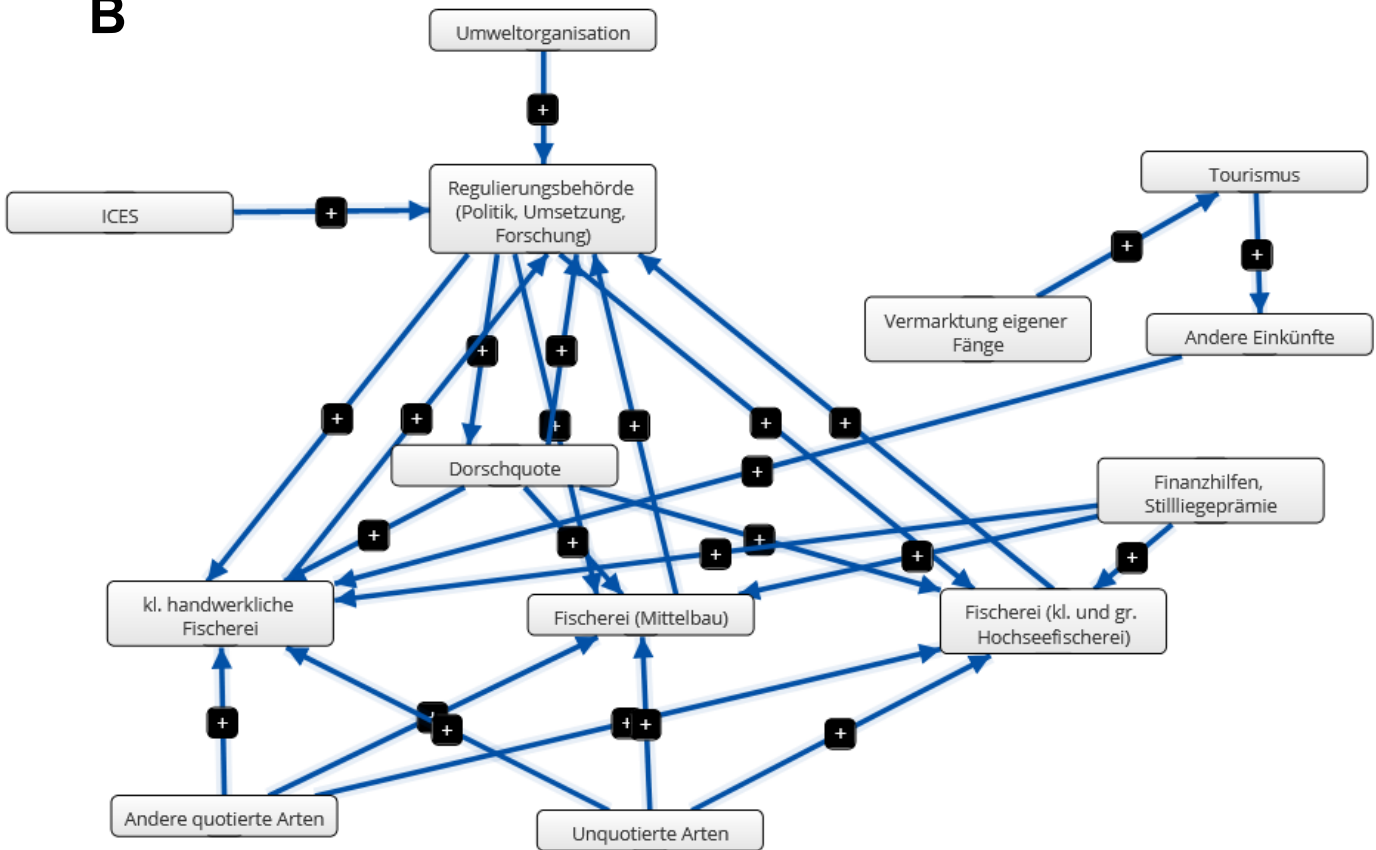 B
Umweltorganisation
+
Regulierungsbehörde
(Politik, Umsetzung,
Forschung)
ICES
+
Tourismus
+
+
Vermarktung eigener
Fänge
Andere Einkünfte
+
+
+
+
+
+
+
+
Dorschquote
+
Finanzhilfen,
Stillliegeprämie
+
+
+
+
+
+
kl. handwerkliche
Fischerei
Fischerei (Mittelbau)
Fischerei (kl. und gr.
Hochseefischerei)
+
+
+
+
+
+
Andere quotierte Arten
Unquotierte Arten